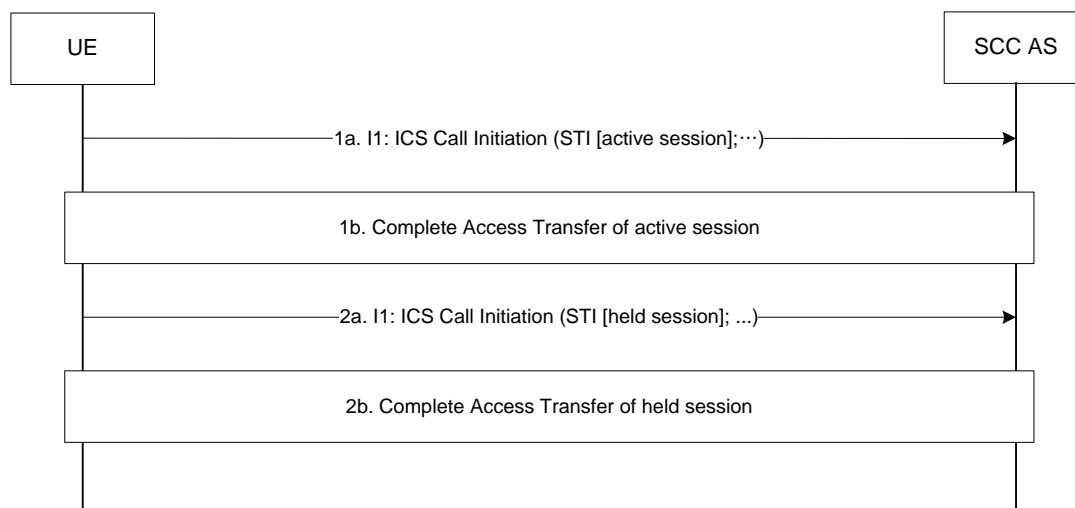 UE
SCC AS
1a. I1: ICS Call Initiation (STI [active session];⋯)
1b. Complete Access Transfer of active session
2a. I1: ICS Call Initiation (STI [held session]; ...)
2b. Complete Access Transfer of held session